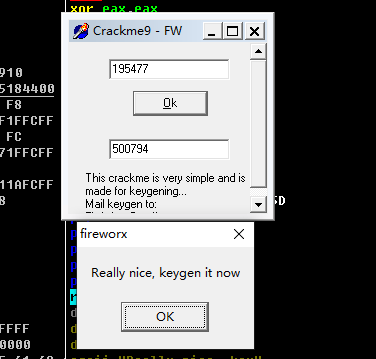 xor eax,eax
Crackme9 - FW
910
5184400
F8
F1FFCFF
FC
71FFCFF
11AFCFF
8
195477
Ok
500794
This crackme is very simple and is
made for keygening...
Mail keygen to:
SD
fireworx
Really nice, keygen it now
OK
FFFF
0000